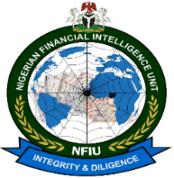 NIGERIAN FINANCIAL INTELLIGENCE UNIT
NFIU
INTEGRITY & DILIGENCE